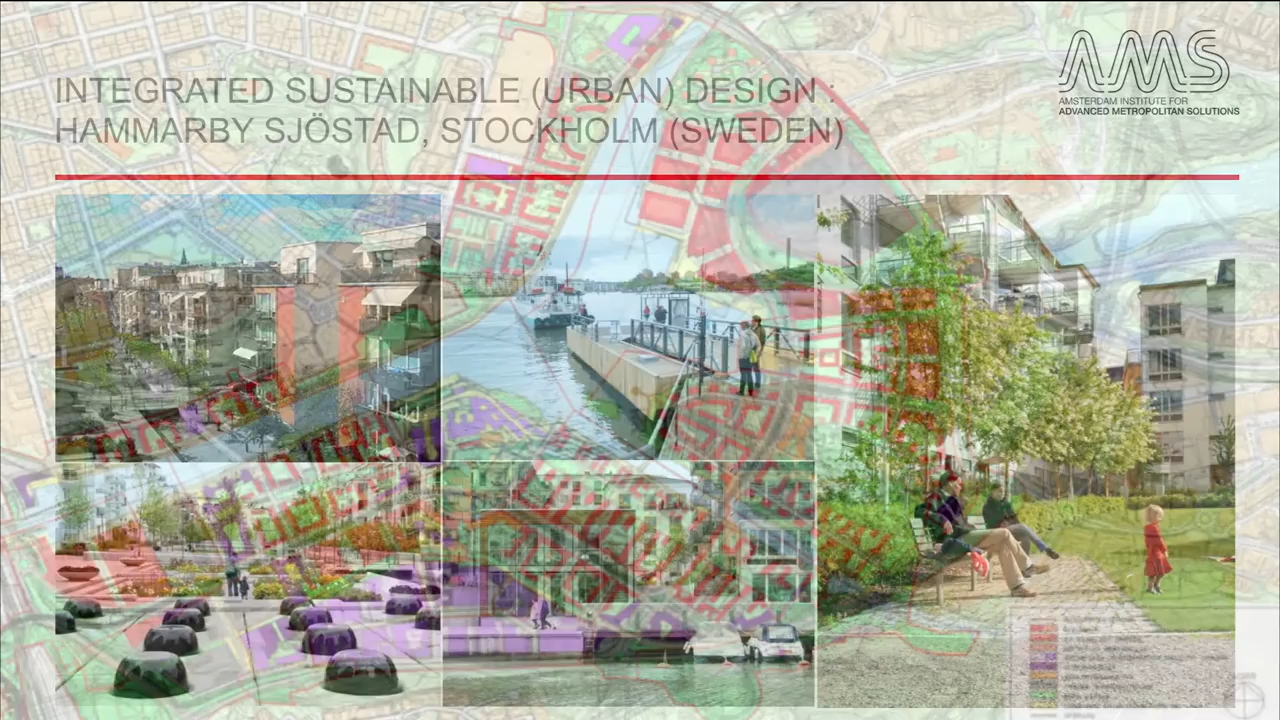 INTEGRATED SUSTAINABLE (URBAN) DESIGN :
HAMMARBY SJÖSTAD, STOCKHOLM (SWEDEN)
AMS
AMSTERDAM INSTITUTE FOR
ADVANCED METROPOLITAN SOLUTIONS